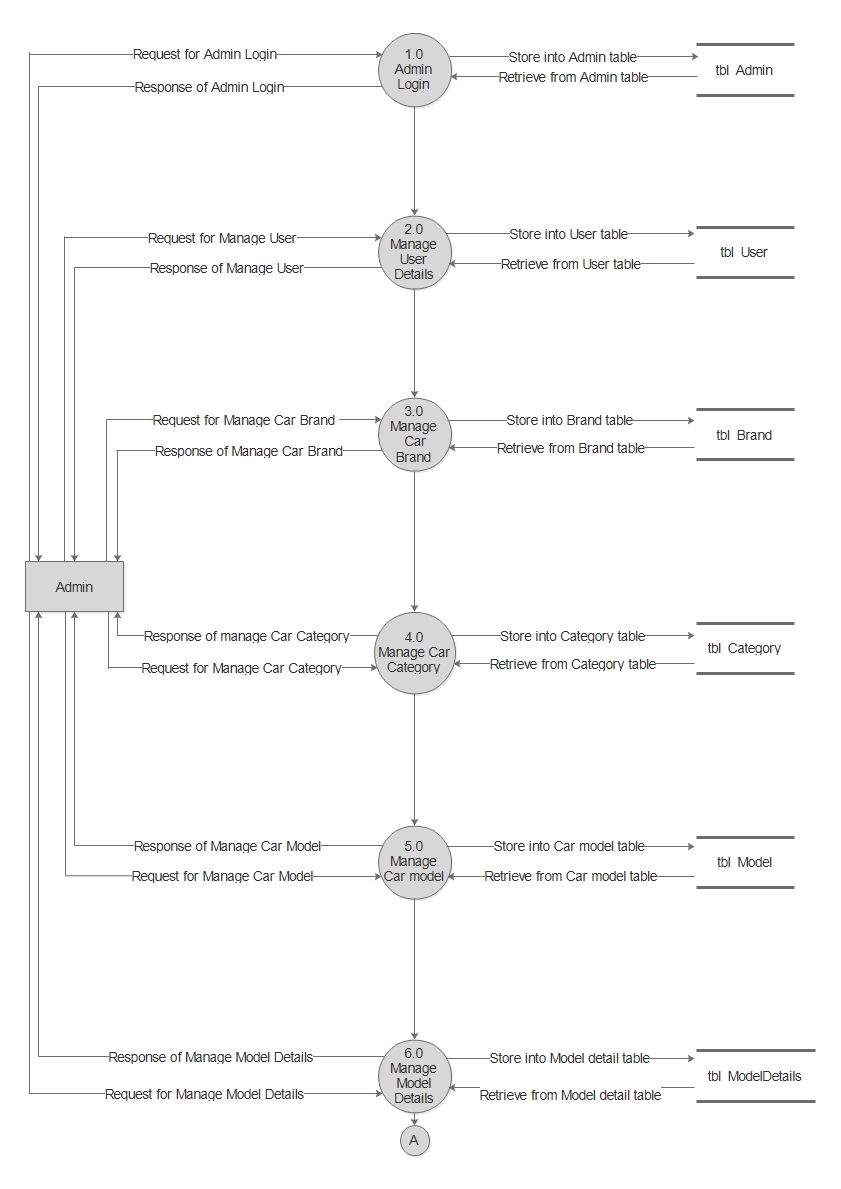 Request for Admin Login
1.0
Admin
Login
Store into Admin table
Retrieve from Admin table
tbl Admin
Response of Admin Login
Request for Manage User
2.0
Manage
User
Details
Store into User table
Retrieve from User table
tbl User
Response of Manage User
Request for Manage Car Brand
3.0
Manage
Car
Brand
Store into Brand table
Retrieve from Brand table
tbl Brand
Response of Manage Car Brand
Admin
Response of manage Car Category
4.0
Manage Car
Category
Store into Category table
Retrieve from Category table
tbl Category
Request for Manage Car Category
Response of Manage Car Model
5.0
Manage
Car model
Store into Car model table
Retrieve from Car model table
tbl Model
Request for Manage Car Model
Response of Manage Model Details
6.0
Manage
Model
Details
Store into Model detail table
Retrieve from Model detail table
tbl ModelDetails
Request for Manage Model Details
A